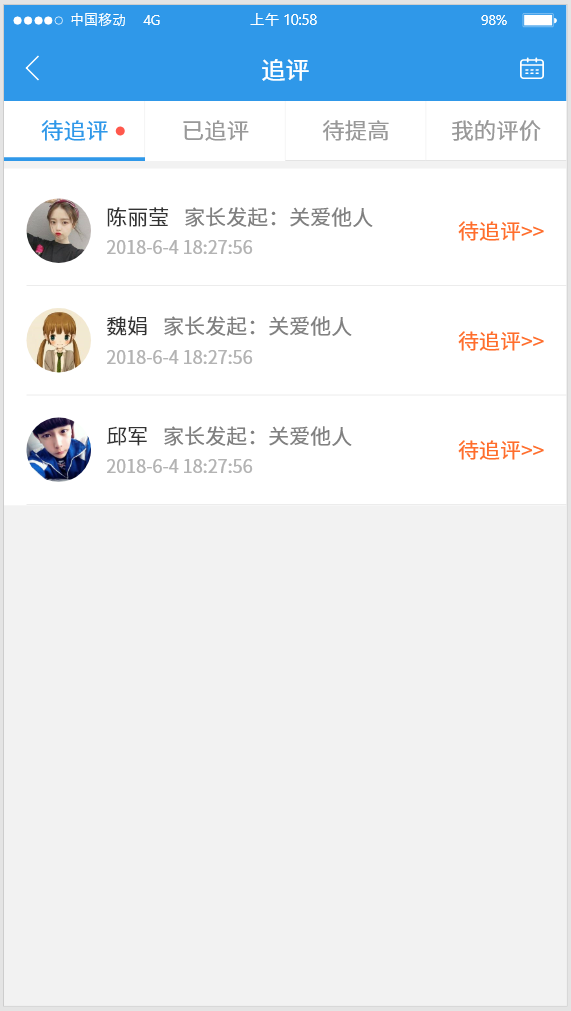 中国移动 4G 上午 10:58 98%
追评
待追评 已追评 待提高 我的评价
陈丽莹 家长发起：关爱他人
2018-6-4 18:27:56
待追评>>
魏娟 家长发起：关爱他人
2018-6-4 18:27:56
待追评>>
邱军 家长发起：关爱他人
2018-6-4 18:27:56
待追评>>